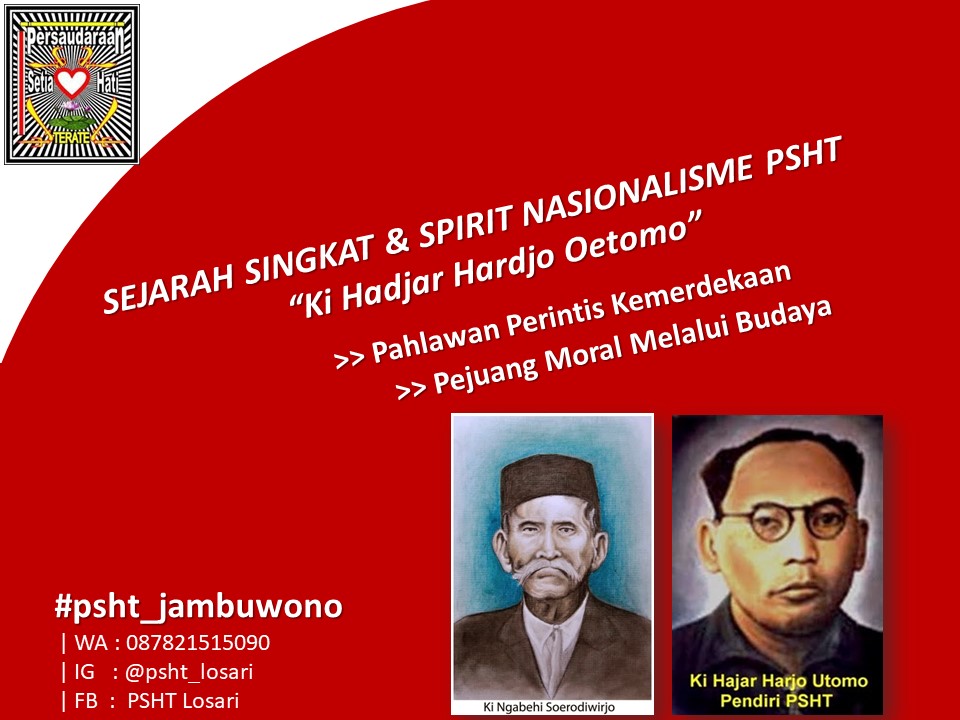 Persaudaraan
Setia Hati
TERATE
SEJARAH SINGKAT & SPIRIT NASIONALISME PSHT
“Ki Hadjar Hardjo Oetomo”
>> Pahlawan Perintis Kemerdekaan
>> Pejuang Moral Melalui Budaya
#psht_jambuwono
| WA : 087821515090
| IG : @psht_losari
| FB : PSHT Losari
Ki Ngabehi Soerodiwirjo
Ki Hajar Harjo Utomo
Pendiri PSHT